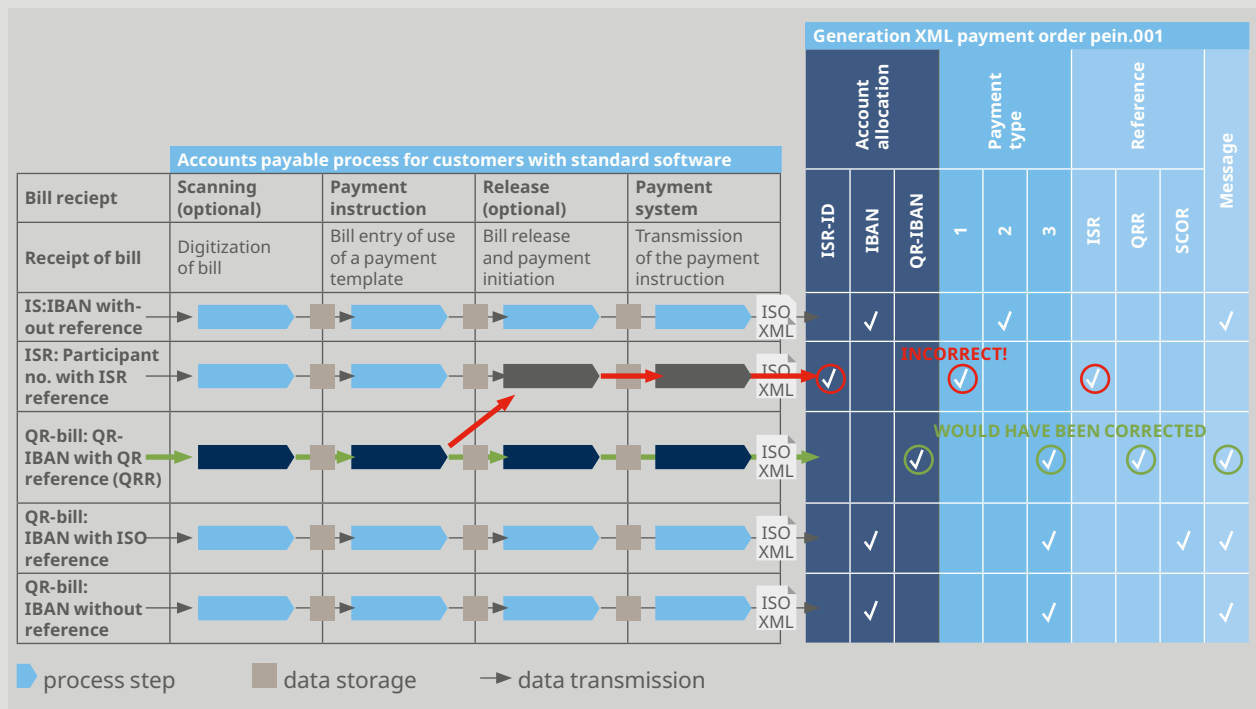 Generation XML payment order pein.001
Account
allocation
Payment
type
Reference
Message
ISR-ID
IBAN
QR-IBAN
1
2
3
ISR
QRR
SCOR
Accounts payable process for customers with standard software
Bill reciept
Scanning
(optional)
Payment
instruction
Release
(optional)
Payment
system
Receipt of bill
Digitization
of bill
Bill entry of use
of a payment
template
Bill release
and payment
initiation
Transmission
of the payment
instruction
IS:IBAN with-
out reference
ISO
XML
ISR: Participant
no. with ISR
reference
ISO
XML
INCORRECT!
QR-bill: QR-
IBAN with QR
reference (QRR)
ISO
XML
WOULD HAVE BEEN CORRECTED
QR-bill:
IBAN with ISO
reference
ISO
XML
QR-bill:
IBAN without
reference
ISO
XML
process step
data storage
data transmission